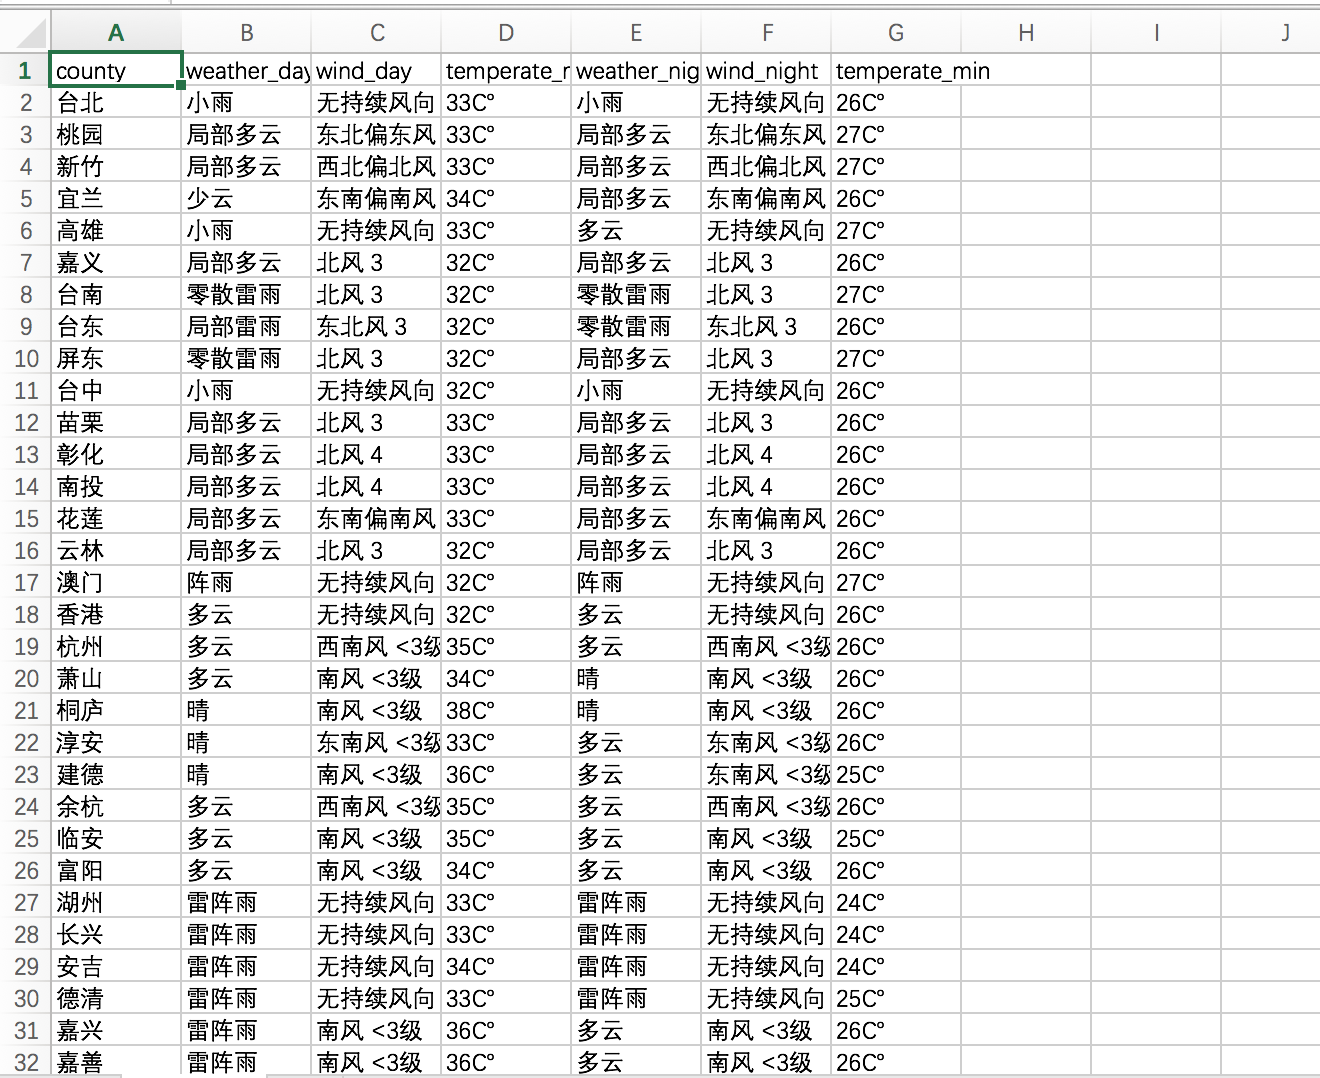 A B C D E F G H I J
1 county weather_day wind_day temperate_r weather_nig wind_night temperate_min
2 台北 小雨 无持续风向 33C° 小雨 无持续风向 26C°
3 桃园 局部多云 东北偏东风 33C° 局部多云 东北偏东风 27C°
4 新竹 局部多云 西北偏北风 33C° 局部多云 西北偏北风 27C°
5 宜兰 少云 东南偏南风 34C° 局部多云 东南偏南风 26C°
6 高雄 小雨 无持续风向 33C° 多云 无持续风向 27C°
7 嘉义 局部多云 北风 3 32C° 局部多云 北风 3 26C°
8 台南 零散雷雨 北风 3 32C° 零散雷雨 北风 3 27C°
9 台东 局部雷雨 东北风 3 32C° 零散雷雨 东北风 3 26C°
10 屏东 零散雷雨 北风 3 32C° 局部多云 北风 3 27C°
11 台中 小雨 无持续风向 32C° 小雨 无持续风向 26C°
12 苗栗 局部多云 北风 3 33C° 局部多云 北风 3 26C°
13 彰化 局部多云 北风 4 33C° 局部多云 北风 4 26C°
14 南投 局部多云 北风 4 33C° 局部多云 北风 4 26C°
15 花莲 局部多云 东南偏南风 33C° 局部多云 东南偏南风 26C°
16 云林 局部多云 北风 3 32C° 局部多云 北风 3 26C°
17 澳门 阵雨 无持续风向 32C° 阵雨 无持续风向 27C°
18 香港 多云 无持续风向 32C° 多云 无持续风向 26C°
19 杭州 多云 西南风 <3级 35C° 多云 西南风 <3级 26C°
20 萧山 多云 南风 <3级 34C° 晴 南风 <3级 26C°
21 桐庐 晴 南风 <3级 38C° 晴 南风 <3级 26C°
22 淳安 晴 东南风 <3级 33C° 多云 东南风 <3级 26C°
23 建德 晴 南风 <3级 36C° 多云 东南风 <3级 25C°
24 余杭 多云 西南风 <3级 35C° 多云 西南风 <3级 26C°
25 临安 多云 南风 <3级 35C° 多云 南风 <3级 25C°
26 富阳 多云 南风 <3级 34C° 多云 南风 <3级 26C°
27 湖州 雷阵雨 无持续风向 33C° 雷阵雨 无持续风向 24C°
28 长兴 雷阵雨 无持续风向 33C° 雷阵雨 无持续风向 24C°
29 安吉 雷阵雨 无持续风向 34C° 雷阵雨 无持续风向 24C°
30 德清 雷阵雨 无持续风向 33C° 雷阵雨 无持续风向 25C°
31 嘉兴 雷阵雨 南风 <3级 36C° 多云 南风 <3级 26C°
32 嘉善 雷阵雨 南风 <3级 36C° 多云 南风 <3级 26C°